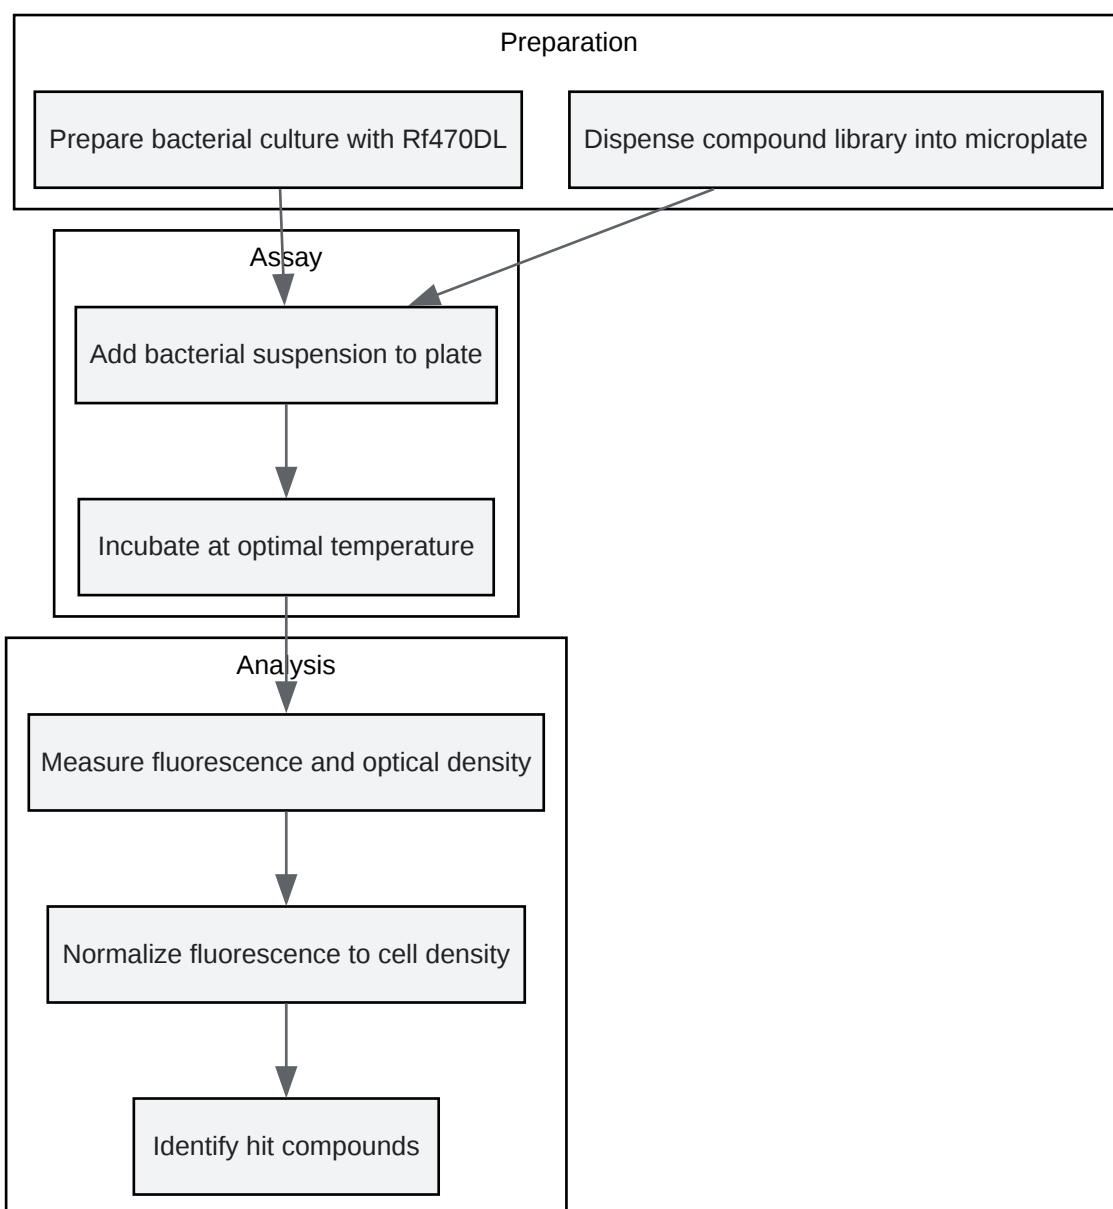 Preparation
Prepare bacterial culture with Rf470DL
Dispense compound library into microplate
Assay
Add bacterial suspension to plate
Incubate at optimal temperature
Analysis
Measure fluorescence and optical density
Normalize fluorescence to cell density
Identify hit compounds